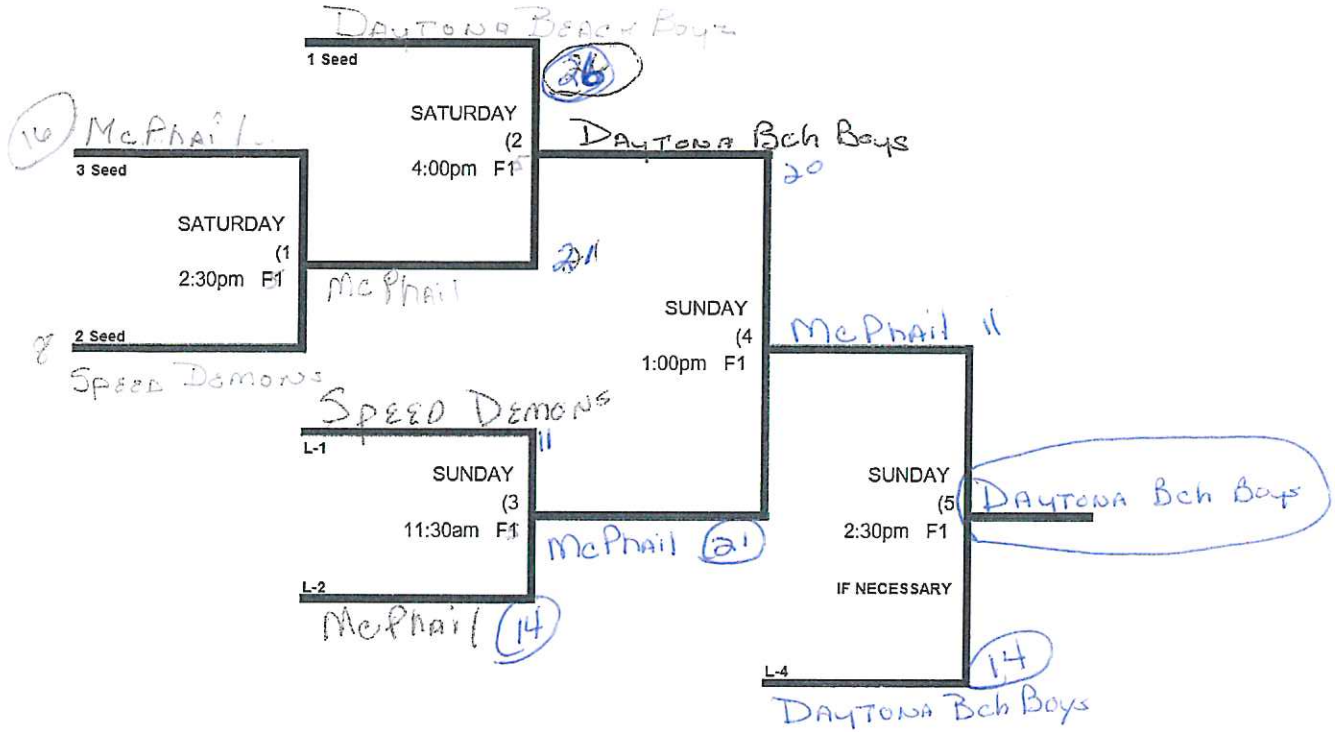 DAYTONA BEACH BOYS
1 Seed
26
SATURDAY
(2
4:00pm F1
16 McPhail
3 Seed
DAYTONA Bch Boys
20
SATURDAY
(1
2:30pm F1
McPhail
8
2 Seed
SPEED DEMONS
SUNDAY
(4
1:00pm F1
McPhail 11
SPEED DEMONS
L-1
11
SUNDAY
(3
11:30am F1
McPhail 21
L-2
McPhail 14
SUNDAY
(5
2:30pm F1
DAYTONA Bch Boys
IF NECESSARY
L-4
14
DAYTONA Bch Boys